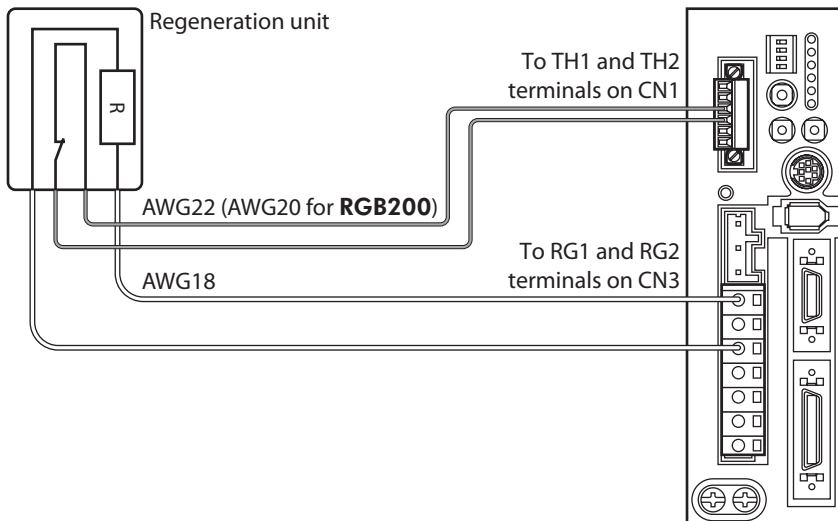 Regeneration unit
To TH1 and TH2
terminals on CN1
R
AWG22 (AWG20 for RGB200)
To RG1 and RG2
terminals on CN3
AWG18